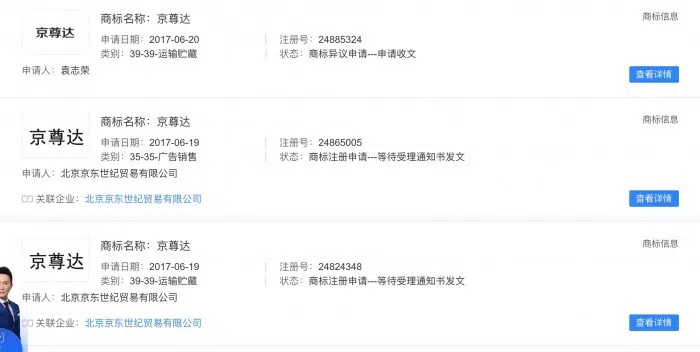 京尊达
商标名称：京尊达
商标信息
申请日期：2017-06-20 注册号：24885324
类别：39-39-运输贮藏 状态：商标异议申请---申请收文
申请人：袁志荣
查看详情
京尊达
商标名称：京尊达
商标信息
申请日期：2017-06-19 注册号：24865005
类别：35-35-广告销售 状态：商标注册申请---等待受理通知书发文
申请人：北京京东世纪贸易有限公司
关联企业：北京京东世纪贸易有限公司
查看详情
京尊达
商标名称：京尊达
商标信息
申请日期：2017-06-19 注册号：24824348
类别：39-39-运输贮藏 状态：商标注册申请---等待受理通知书发文
申请人：北京京东世纪贸易有限公司
关联企业：北京京东世纪贸易有限公司
查看详情